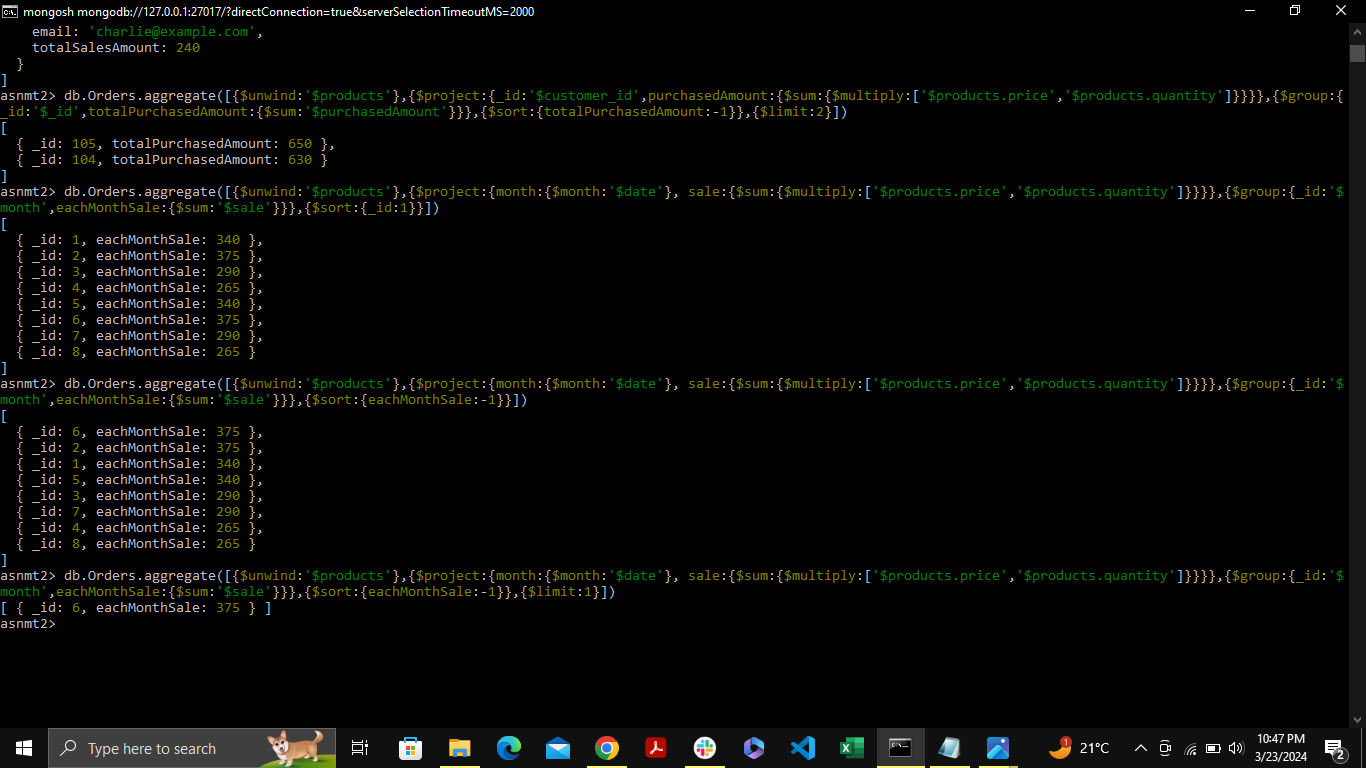 mongosh mongodb://127.0.0.1:27017/?directConnection=true&serverSelectionTimeoutMS=2000
    email: 'charlie@example.com',
    totalSalesAmount: 240
  }
]
asnmt2> db.Orders.aggregate([{$unwind:'$products'},{$project:{_id:'$customer_id',purchasedAmount:{$sum:{$multiply:['$products.price','$products.quantity']}}}},{$group:{
_id:'$_id',totalPurchasedAmount:{$sum:'$purchasedAmount'}}},{$sort:{totalPurchasedAmount:-1}},{$limit:2}])
[
  { _id: 105, totalPurchasedAmount: 650 },
  { _id: 104, totalPurchasedAmount: 630 }
]
asnmt2> db.Orders.aggregate([{$unwind:'$products'},{$project:{month:{$month:'$date'}, sale:{$sum:{$multiply:['$products.price','$products.quantity']}}}},{$group:{_id:'$
month',eachMonthSale:{$sum:'$sale'}}},{$sort:{_id:1}}])
[
  { _id: 1, eachMonthSale: 340 },
  { _id: 2, eachMonthSale: 375 },
  { _id: 3, eachMonthSale: 290 },
  { _id: 4, eachMonthSale: 265 },
  { _id: 5, eachMonthSale: 340 },
  { _id: 6, eachMonthSale: 375 },
  { _id: 7, eachMonthSale: 290 },
  { _id: 8, eachMonthSale: 265 }
]
asnmt2> db.Orders.aggregate([{$unwind:'$products'},{$project:{month:{$month:'$date'}, sale:{$sum:{$multiply:['$products.price','$products.quantity']}}}},{$group:{_id:'$
month',eachMonthSale:{$sum:'$sale'}}},{$sort:{eachMonthSale:-1}}])
[
  { _id: 6, eachMonthSale: 375 },
  { _id: 2, eachMonthSale: 375 },
  { _id: 1, eachMonthSale: 340 },
  { _id: 5, eachMonthSale: 340 },
  { _id: 3, eachMonthSale: 290 },
  { _id: 7, eachMonthSale: 290 },
  { _id: 4, eachMonthSale: 265 },
  { _id: 8, eachMonthSale: 265 }
]
asnmt2> db.Orders.aggregate([{$unwind:'$products'},{$project:{month:{$month:'$date'}, sale:{$sum:{$multiply:['$products.price','$products.quantity']}}}},{$group:{_id:'$
month',eachMonthSale:{$sum:'$sale'}}},{$sort:{eachMonthSale:-1}},{$limit:1}])
[ { _id: 6, eachMonthSale: 375 } ]
asnmt2>
Type here to search
1
21°C
10:47 PM
3/23/2024
2